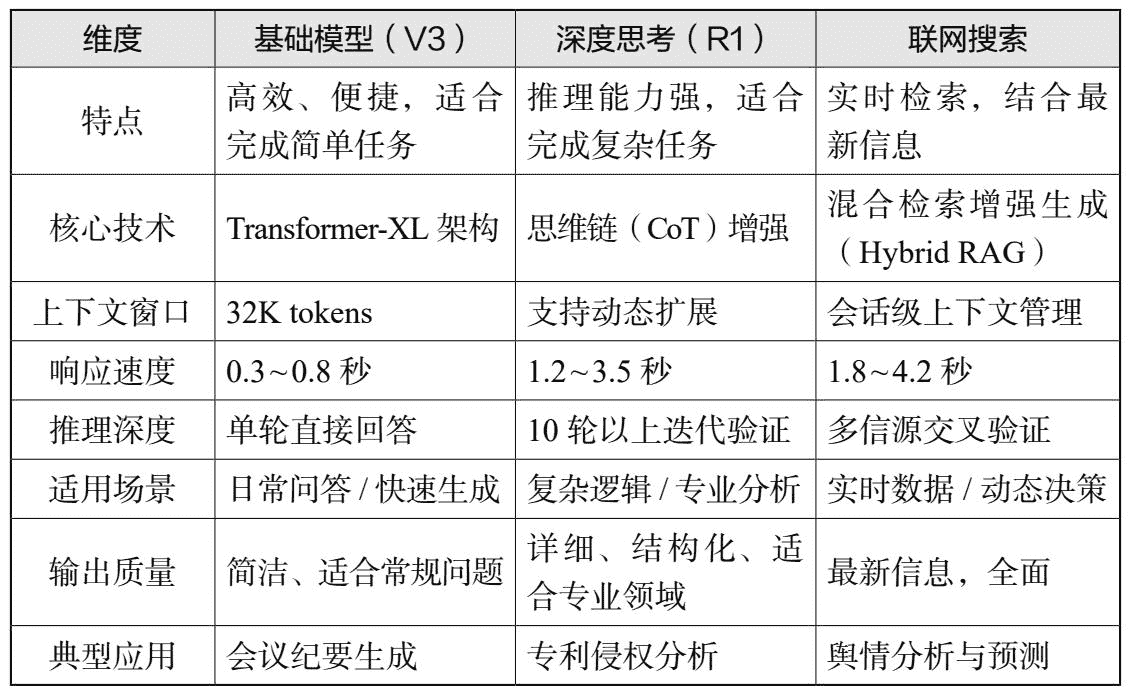 维度
基础模型（V3）
深度思考（R1）
联网搜索
特点
高效、便捷，适合
完成简单任务
推理能力强，适合
完成复杂任务
实时检索，结合最
新信息
核心技术
Transformer-XL 架构
思维链（CoT）增强
混合检索增强生成
（Hybrid RAG）
上下文窗口
32K tokens
支持动态扩展
会话级上下文管理
响应速度
0.3~0.8 秒
1.2~3.5 秒
1.8~4.2 秒
推理深度
单轮直接回答
10 轮以上迭代验证
多信源交叉验证
适用场景
日常问答 / 快速生成
复杂逻辑 / 专业分析
实时数据 / 动态决策
输出质量
简洁、适合常规问题
详细、结构化、适
合专业领域
最新信息，全面
典型应用
会议纪要生成
专利侵权分析
舆情分析与预测